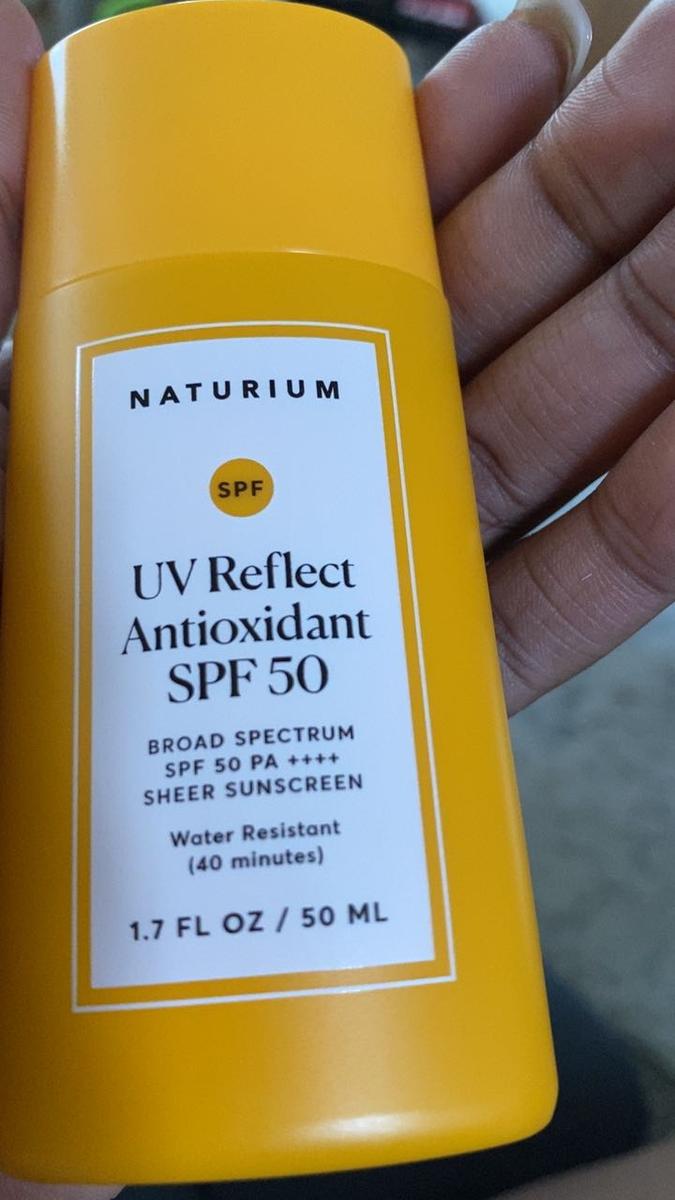 NATURIUM
SPF
UV Reflect
Antioxidant
SPF 50
BROAD SPECTRUM
SPF 50 PA ++++
SHEER SUNSCREEN
Water Resistant
(40 minutes)
1.7 FL OZ / 50 ML